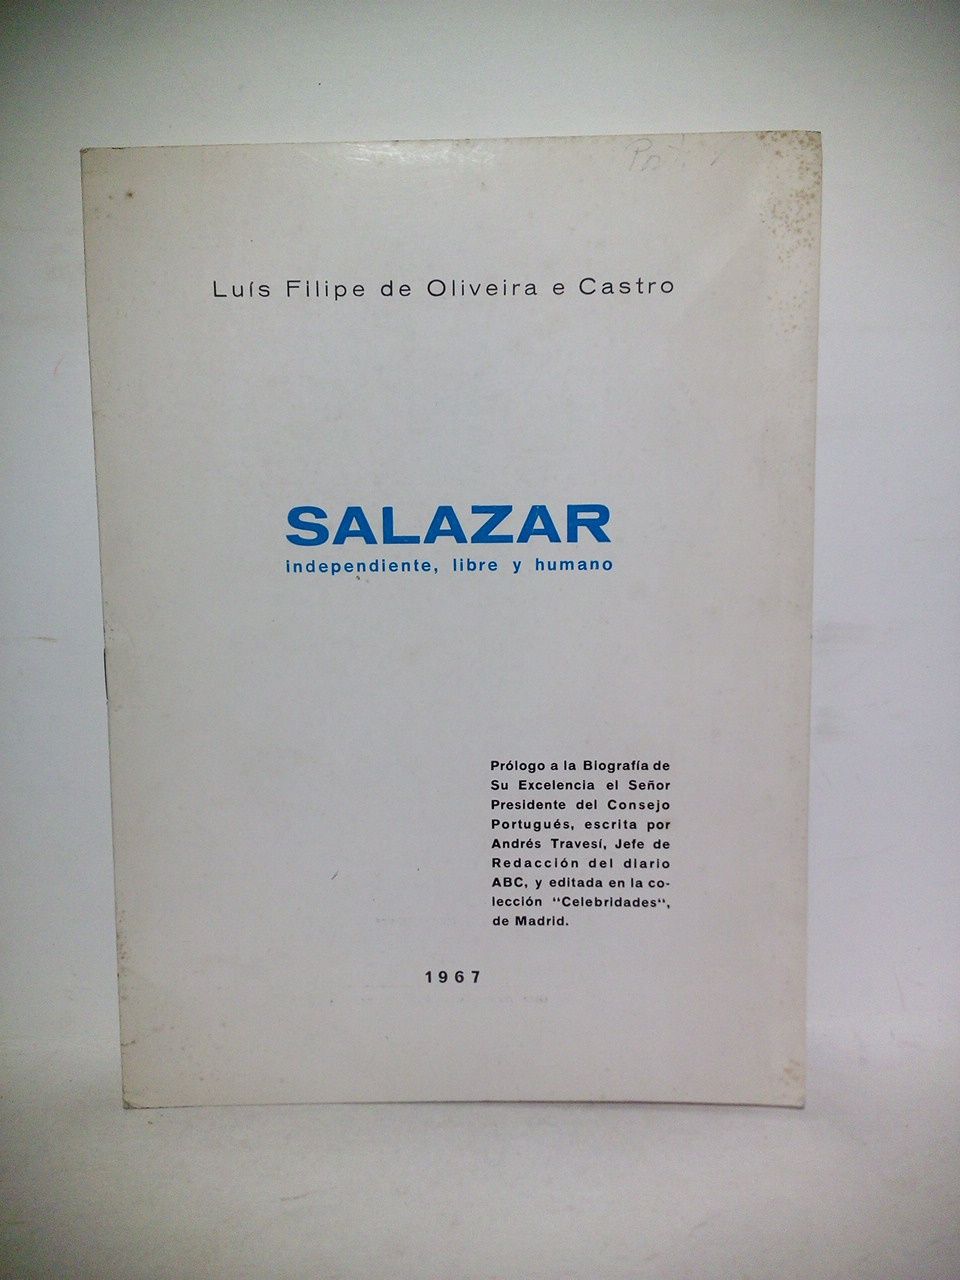 Luís Filipe de Oliveira e Castro
SALAZAR
independiente, libre y humano
Prólogo a la Biografía de
Su Excelencia el Señor
Presidente del Consejo
Portugués, escrita por
Andrés Travesí, Jefe de
Redacción del diario
ABC, y editada en la co-
lección “Celebridades“,
de Madrid.
1967